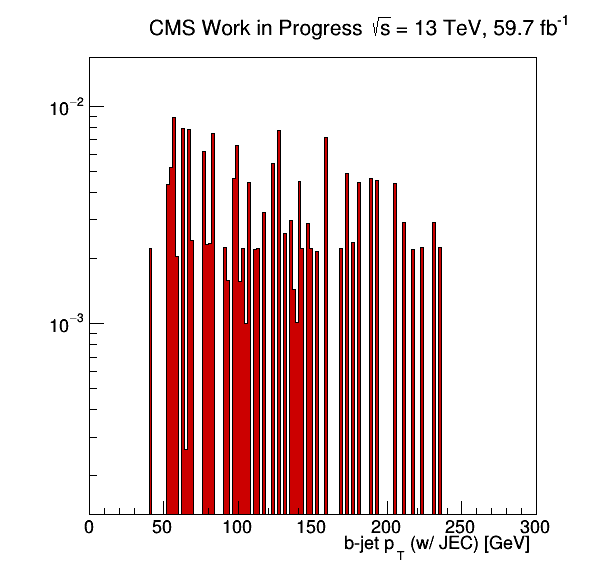 CMS Work in Progress √s = 13 TeV, 59.7 fb⁻¹
10⁻²
10⁻³
0 50 100 150 200 250 300
b-jet p_T (w/ JEC) [GeV]